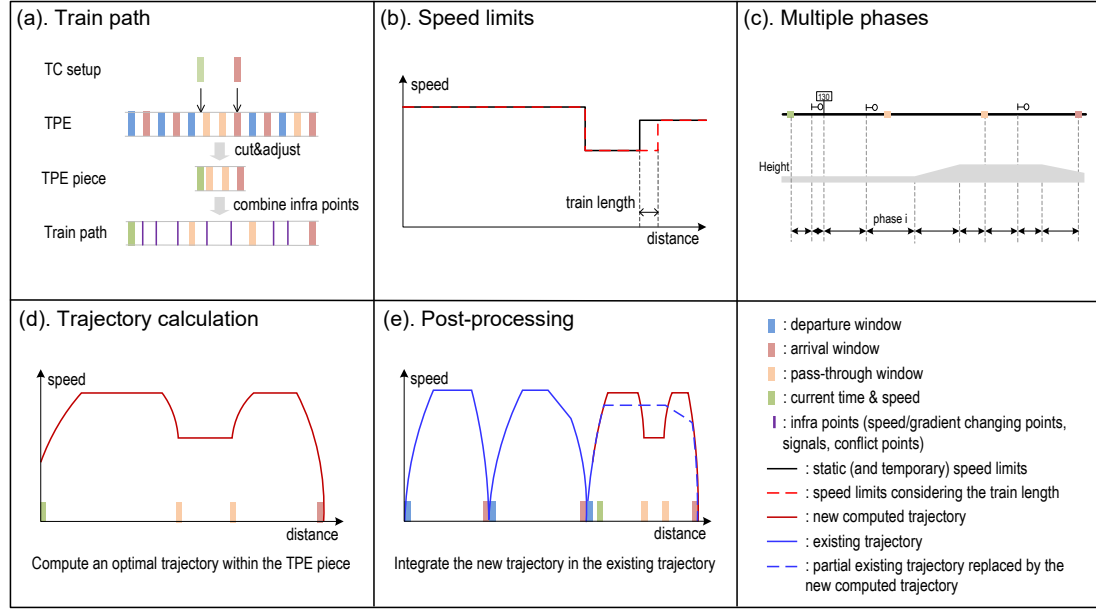 (a). Train path
TC setup
TPE
cut&adjust
TPE piece
combine infra points
Train path
(b). Speed limits
speed
train length
distance
(c). Multiple phases
130
Height
phase i
(d). Trajectory calculation
speed
distance
Compute an optimal trajectory within the TPE piece
(e). Post-processing
speed
distance
Integrate the new trajectory in the existing trajectory
: departure window
: arrival window
: pass-through window
: current time & speed
: infra points (speed/gradient changing points,
signals, conflict points)
: static (and temporary) speed limits
: speed limits considering the train length
: new computed trajectory
: existing trajectory
: partial existing trajectory replaced by the
new computed trajectory